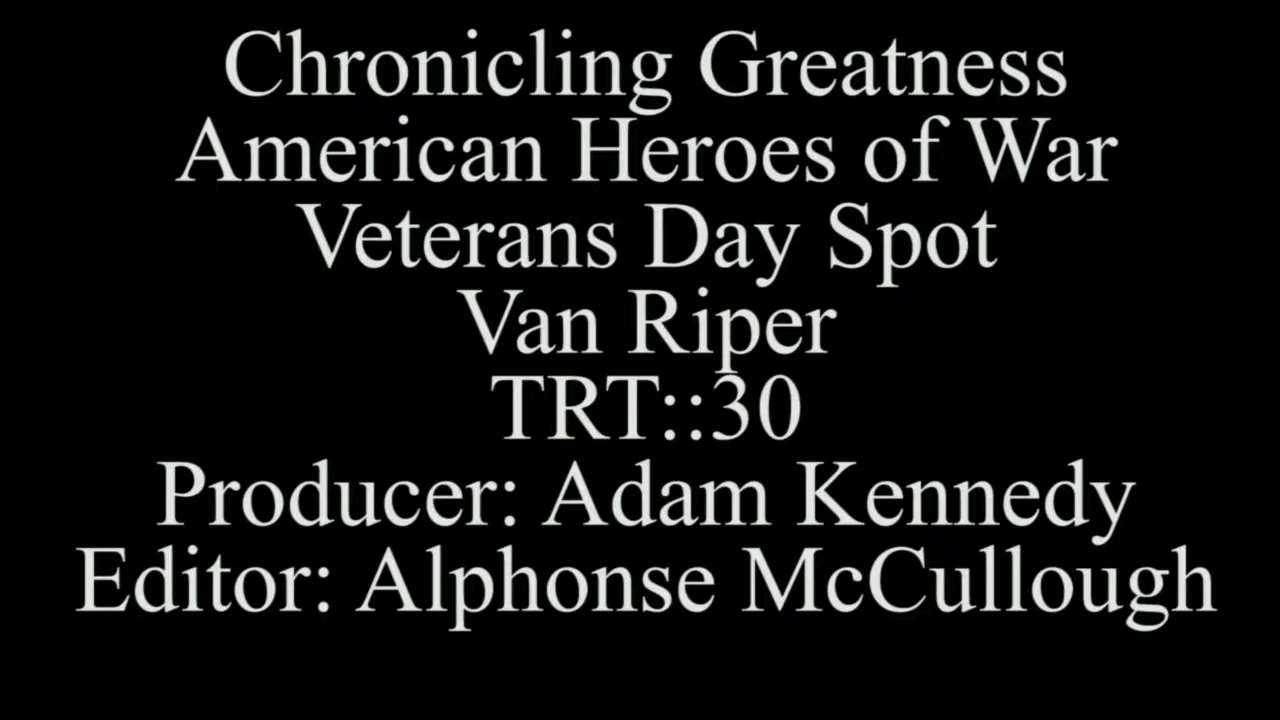 Chronicling Greatness
American Heroes of War
Veterans Day Spot
Van Riper
TRT::30
Producer: Adam Kennedy
Editor: Alphonse McCullough